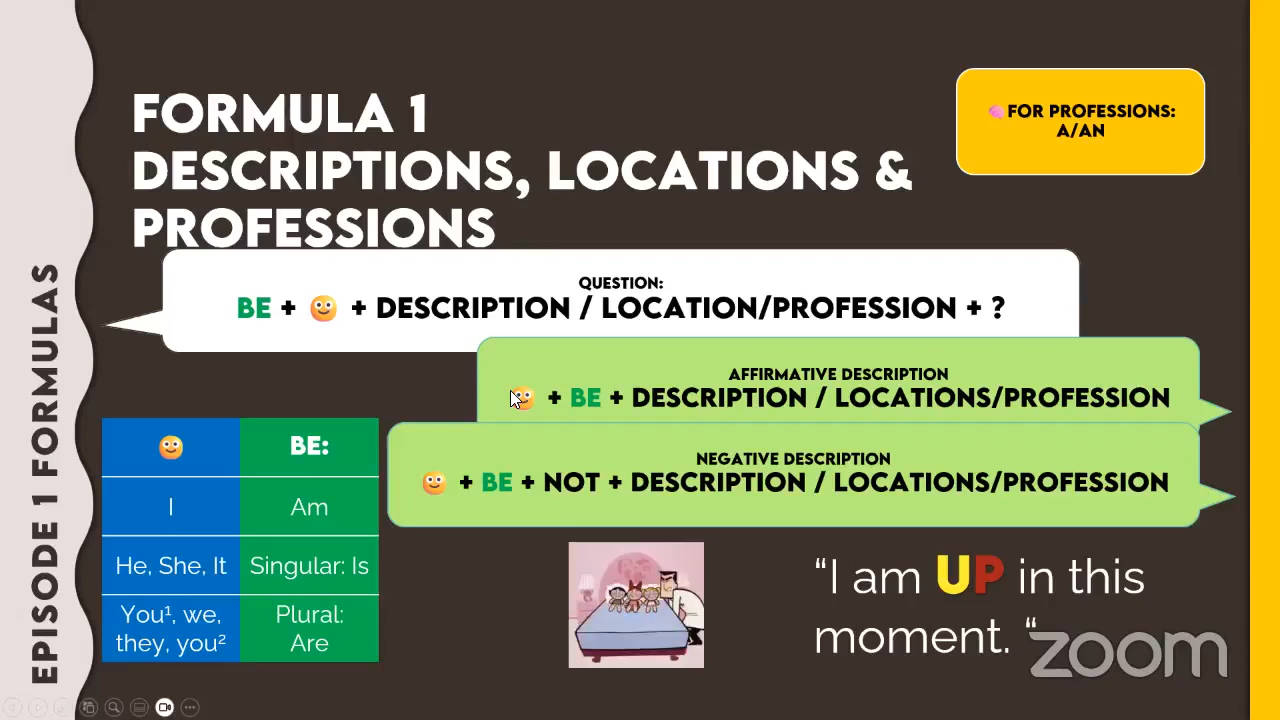 EPISODE 1 FORMULAS
FORMULA 1
DESCRIPTIONS, LOCATIONS &
PROFESSIONS
FOR PROFESSIONS:
A/AN
QUESTION:
BE + 🙂 + DESCRIPTION / LOCATION/PROFESSION + ?
AFFIRMATIVE DESCRIPTION
🙂 + BE + DESCRIPTION / LOCATIONS/PROFESSION
NEGATIVE DESCRIPTION
🙂 + BE + NOT + DESCRIPTION / LOCATIONS/PROFESSION
🙂 BE:
I Am
He, She, It Singular: Is
You¹, we, they, you² Plural: Are
“I am UP in this
moment. “
zoom